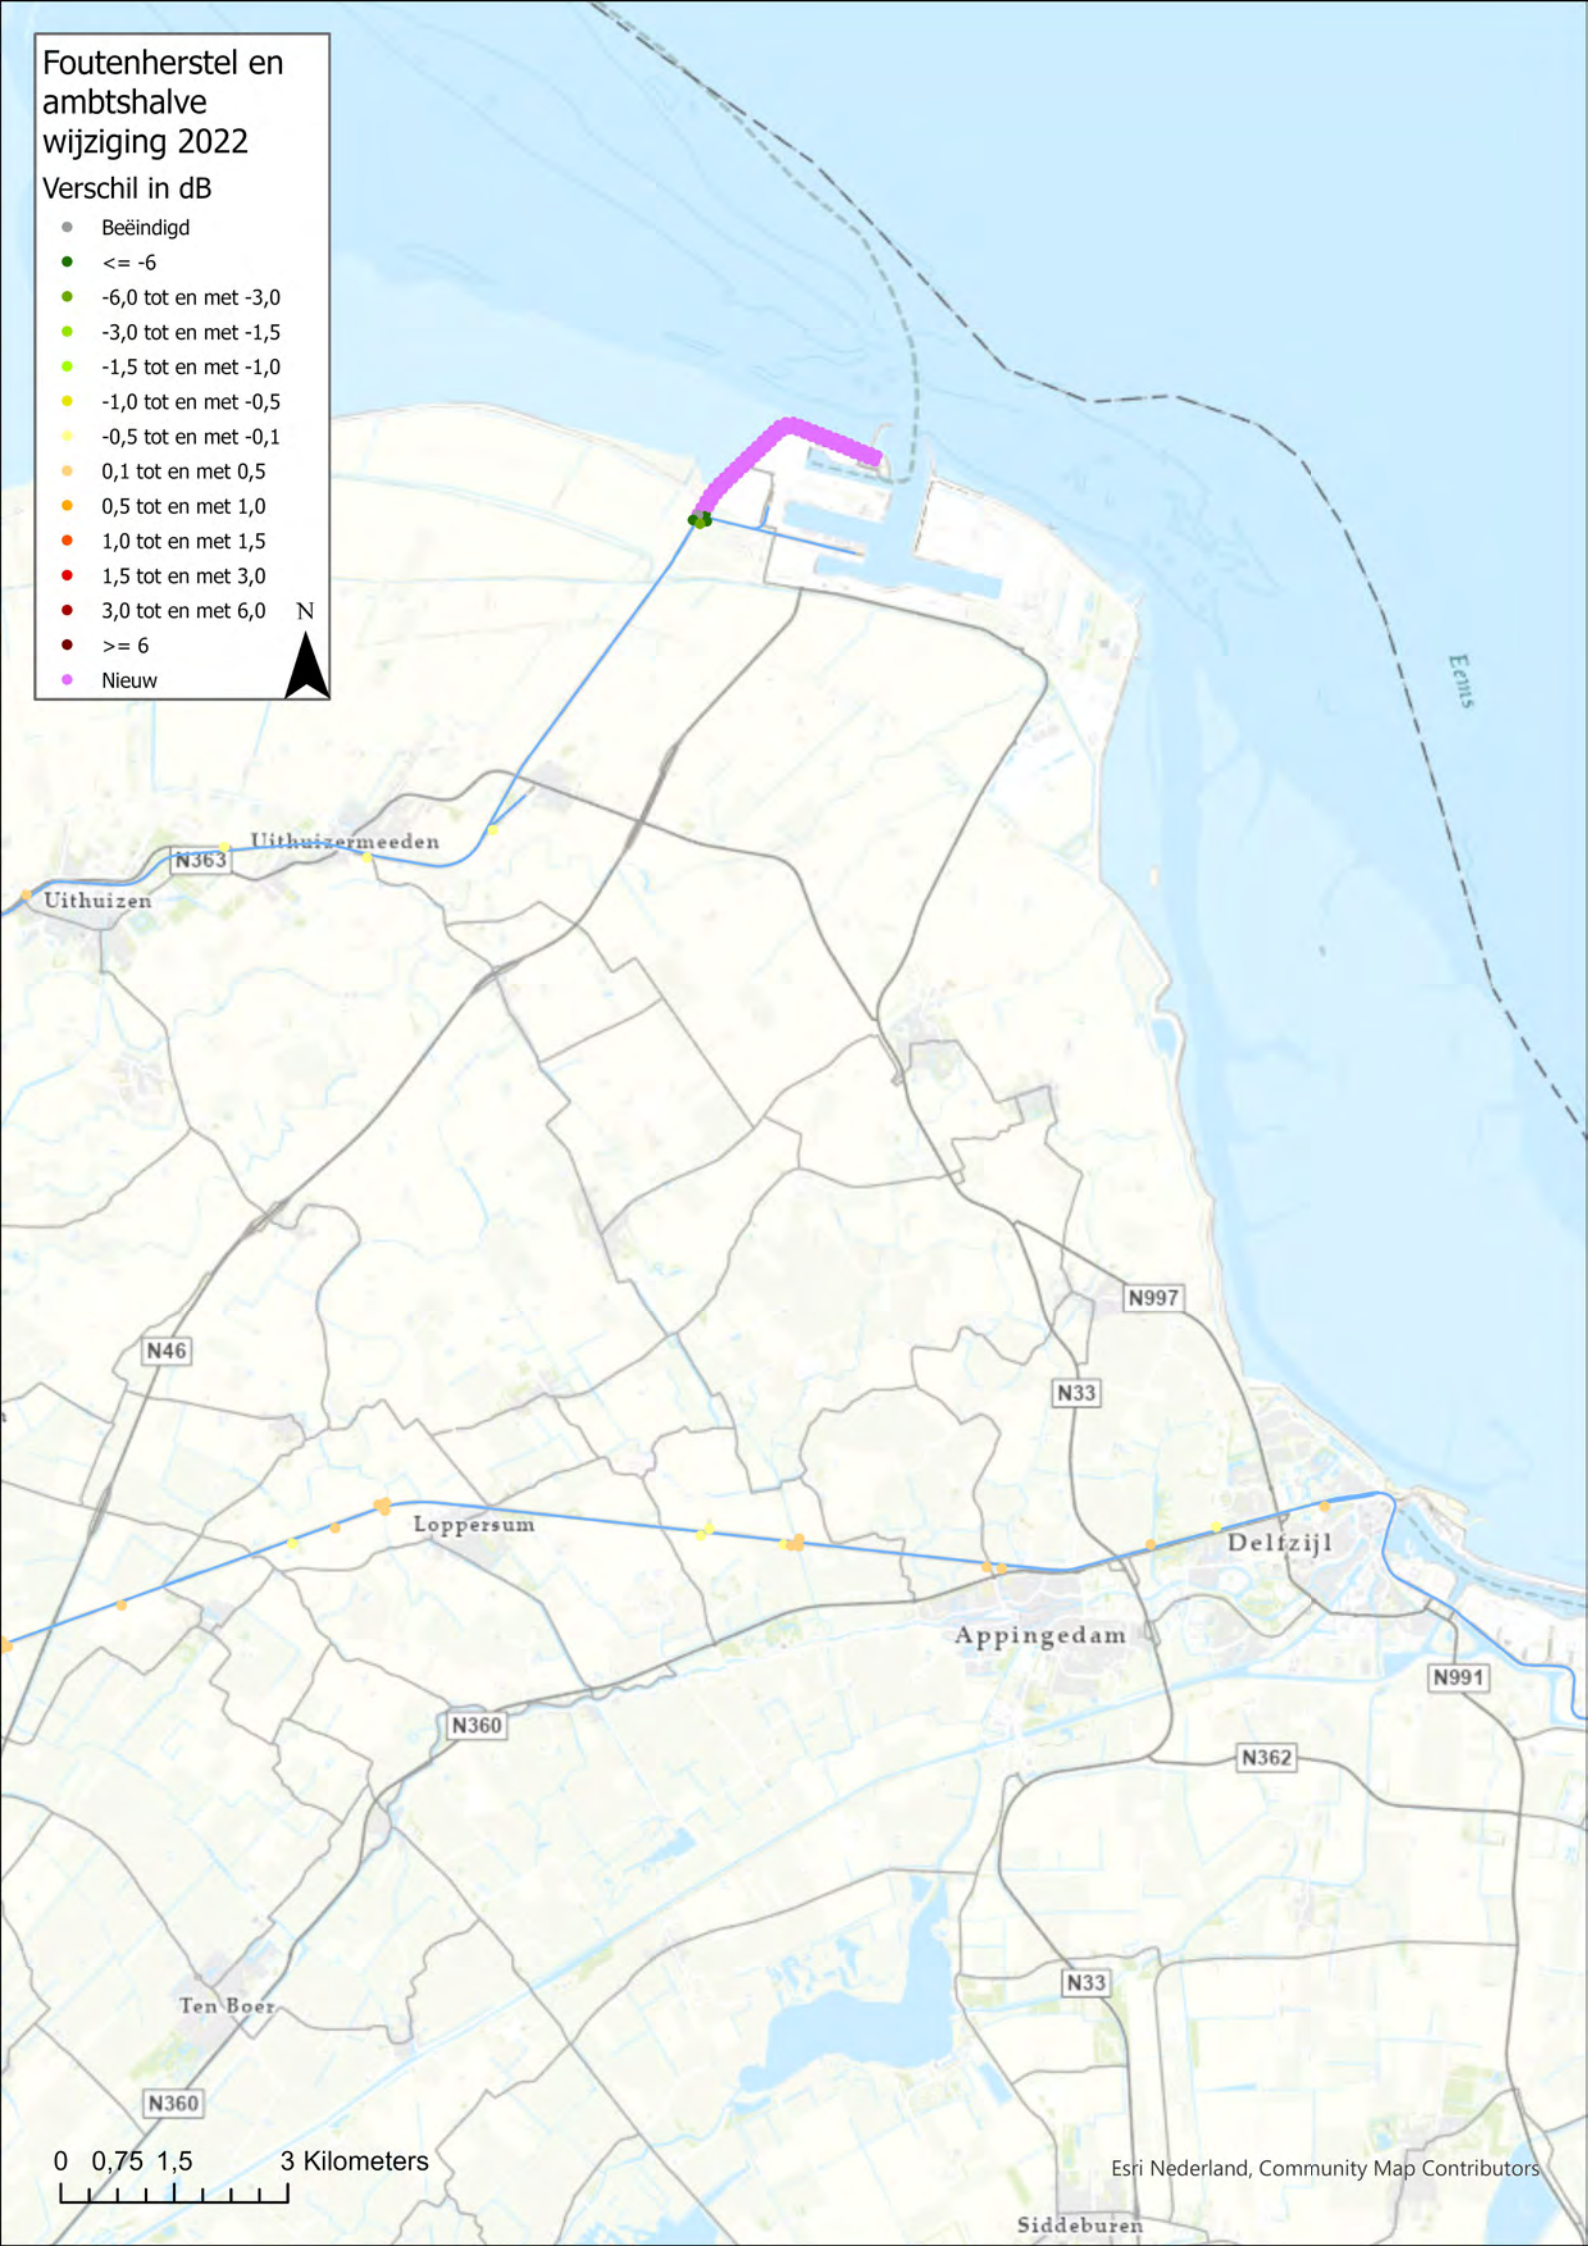 Foutenherstel en
ambtshalve
wijziging 2022
Verschil in dB
Beëindigd
<= -6
-6,0 tot en met -3,0
-3,0 tot en met -1,5
-1,5 tot en met -1,0
-1,0 tot en met -0,5
-0,5 tot en met -0,1
0,1 tot en met 0,5
0,5 tot en met 1,0
1,0 tot en met 1,5
1,5 tot en met 3,0
3,0 tot en met 6,0
N
>= 6
Nieuw
Eems
Uithuizermeeden
N363
Uithuizen
N997
N46
N33
Loppersum
Delfzijl
Appingedam
N991
N360
N362
N33
Ten Boer
N360
0 0,75 1,5 3 Kilometers
Esri Nederland, Community Map Contributors
Siddeburen